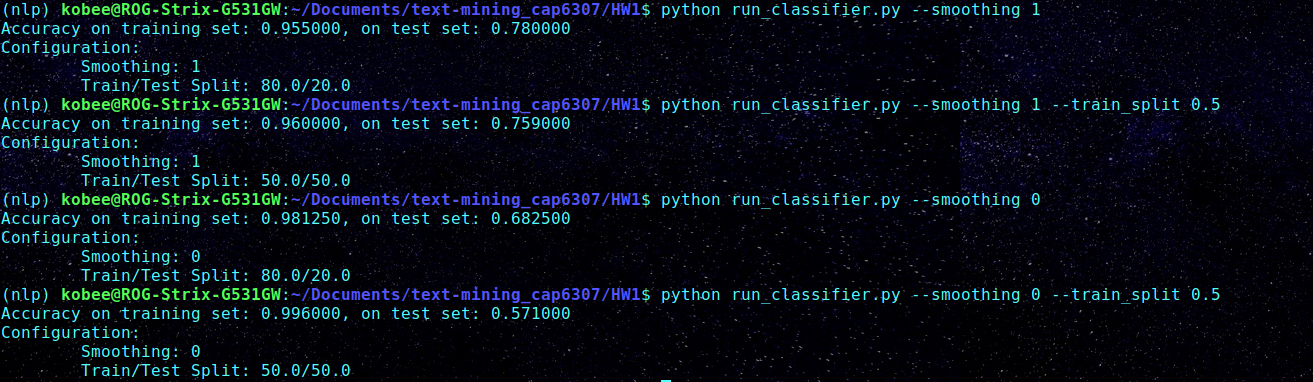 (nlp) kobee@ROG-Strix-G531GW:~/Documents/text-mining_cap6307/HW1$ python run_classifier.py --smoothing 1
Accuracy on training set: 0.955000, on test set: 0.780000
Configuration:
        Smoothing: 1
        Train/Test Split: 80.0/20.0
(nlp) kobee@ROG-Strix-G531GW:~/Documents/text-mining_cap6307/HW1$ python run_classifier.py --smoothing 1 --train_split 0.5
Accuracy on training set: 0.960000, on test set: 0.759000
Configuration:
        Smoothing: 1
        Train/Test Split: 50.0/50.0
(nlp) kobee@ROG-Strix-G531GW:~/Documents/text-mining_cap6307/HW1$ python run_classifier.py --smoothing 0
Accuracy on training set: 0.981250, on test set: 0.682500
Configuration:
        Smoothing: 0
        Train/Test Split: 80.0/20.0
(nlp) kobee@ROG-Strix-G531GW:~/Documents/text-mining_cap6307/HW1$ python run_classifier.py --smoothing 0 --train_split 0.5
Accuracy on training set: 0.996000, on test set: 0.571000
Configuration:
        Smoothing: 0
        Train/Test Split: 50.0/50.0